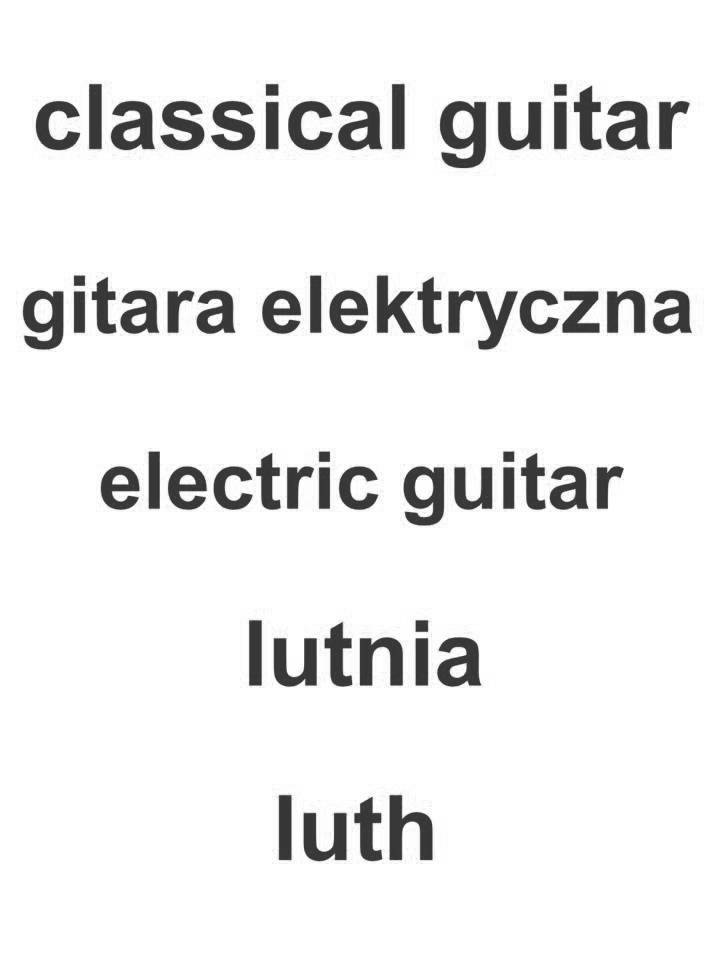 classical guitar
gitara elektryczna
electric guitar
lutnia
luth